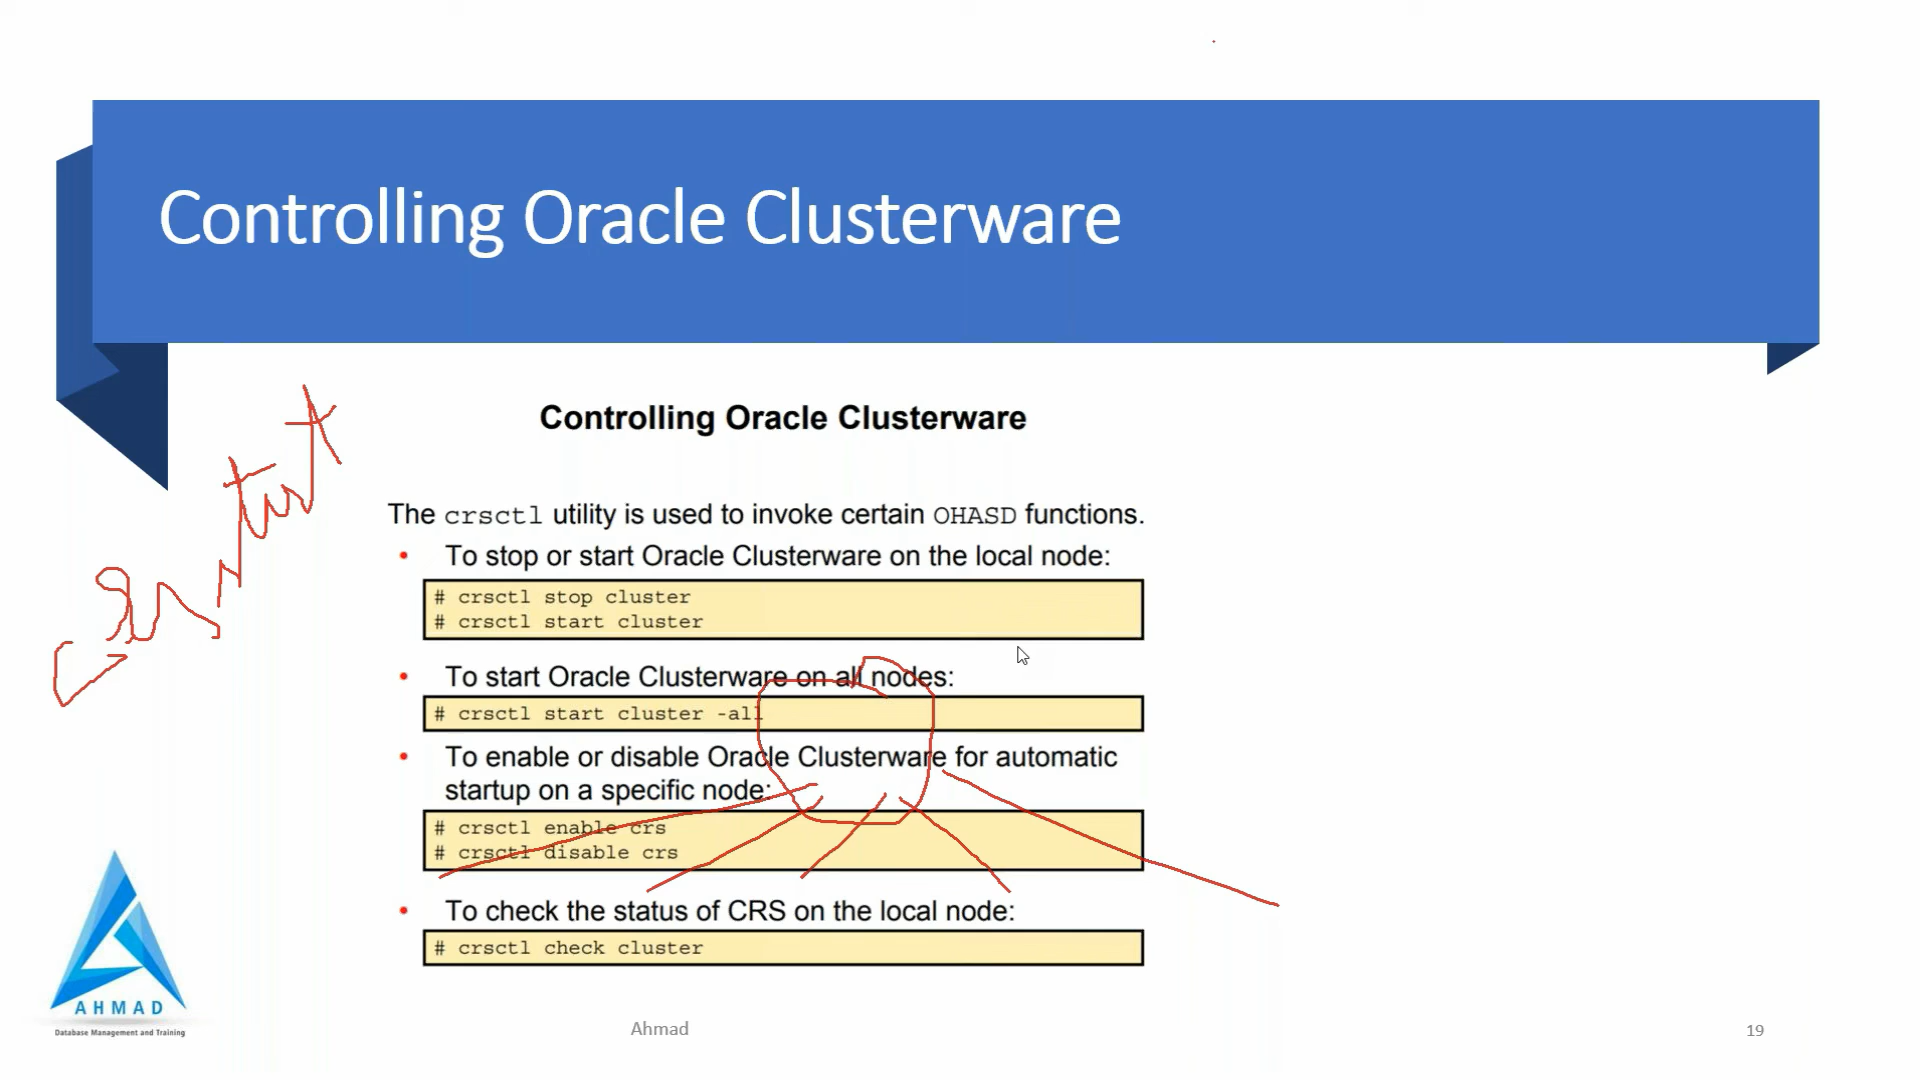 Controlling Oracle Clusterware
Controlling Oracle Clusterware
The crsctl utility is used to invoke certain OHASD functions.
• To stop or start Oracle Clusterware on the local node:
# crsctl stop cluster
# crsctl start cluster
• To start Oracle Clusterware on all nodes:
# crsctl start cluster -all
• To enable or disable Oracle Clusterware for automatic
startup on a specific node:
# crsctl enable crs
# crsctl disable crs
• To check the status of CRS on the local node:
# crsctl check cluster
AHMAD
Database Management and Training
Ahmad
19